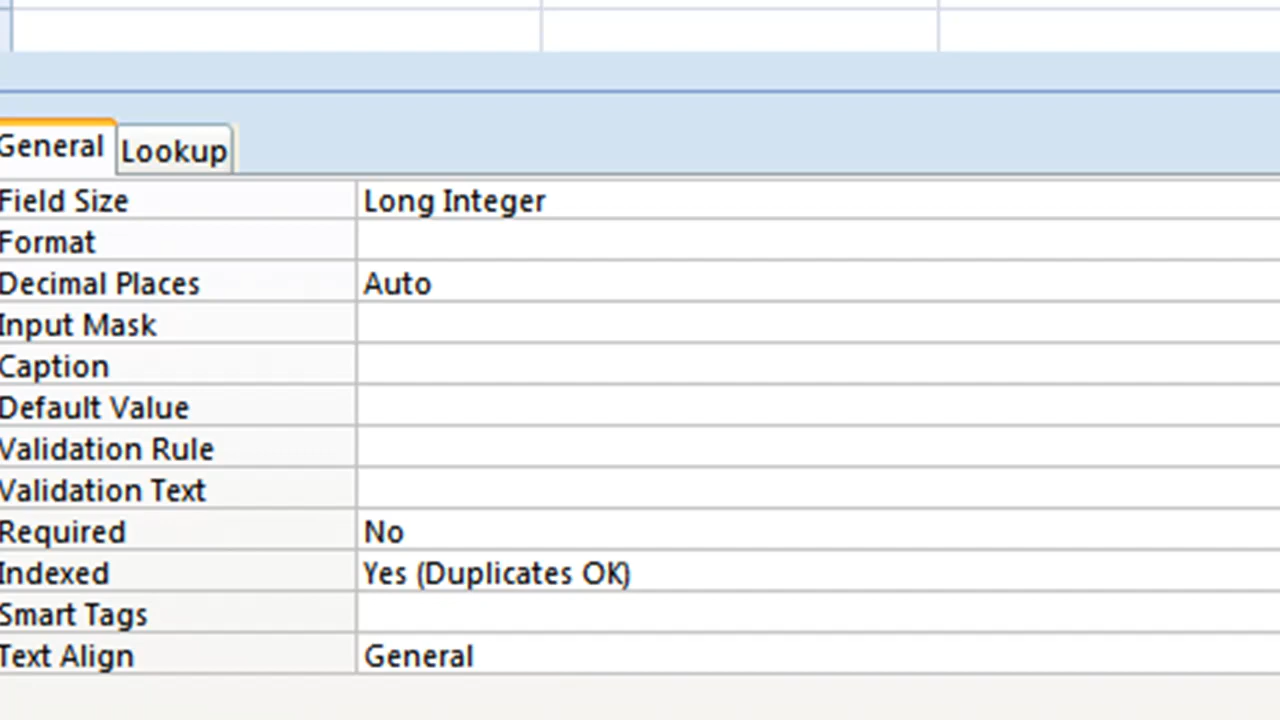 General Lookup
Field Size Long Integer
Format
Decimal Places Auto
Input Mask
Caption
Default Value
Validation Rule
Validation Text
Required No
Indexed Yes (Duplicates OK)
Smart Tags
Text Align General